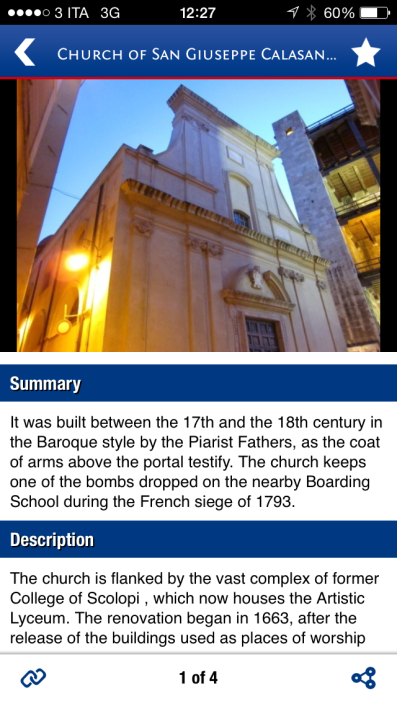 3 ITA 3G 12:27 60%
CHURCH OF SAN GIUSEPPE CALASAN...
Summary
It was built between the 17th and the 18th century in
the Baroque style by the Piarist Fathers, as the coat
of arms above the portal testify. The church keeps
one of the bombs dropped on the nearby Boarding
School during the French siege of 1793.
Description
The church is flanked by the vast complex of former
College of Scolopi , which now houses the Artistic
Lyceum. The renovation began in 1663, after the
release of the buildings used as places of worship
1 of 4